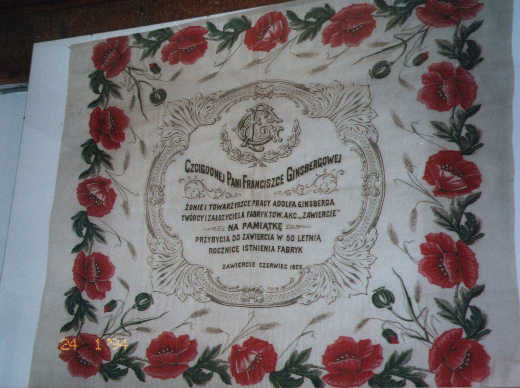 CZCIGODNEJ PANI FRANCISZCE GINSBERGOWEJ
ŻONIE I TOWARZYSZCE PRACY ADOLFA GINSBERGA
TWÓRCY I ZAŁOŻYCIELA FABRYK TOW. AKC. „ZAWIERCIE"
NA PAMIĄTKĘ
PRZYBYCIA DO ZAWIERCIA W 50 LETNIĄ
ROCZNICĘ ISTNIENIA FABRYK
ZAWIERCIE CZERWIEC 1928
24 1 '94